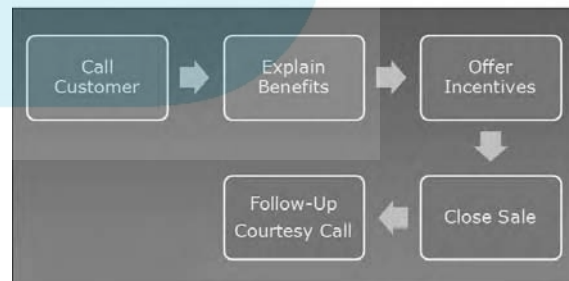 Call
Customer
Explain
Benefits
Offer
Incentives
Follow-Up
Courtesy Call
Close Sale